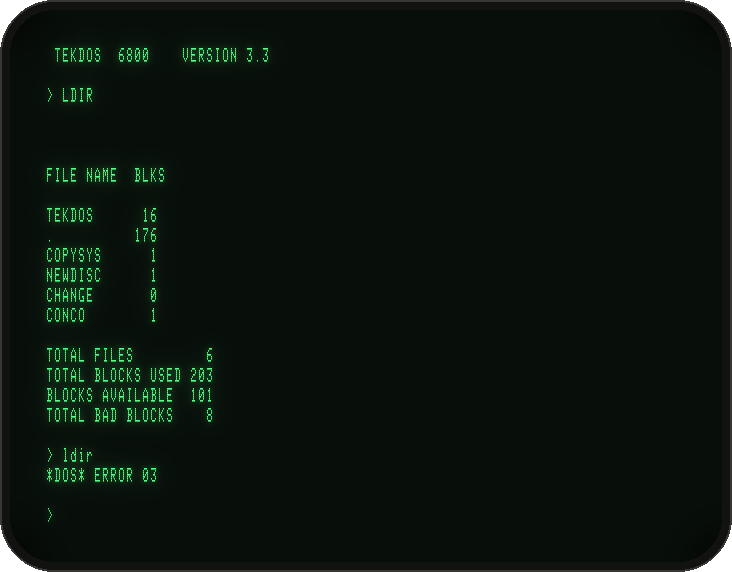 TEKDOS  6800    VERSION 3.3
> LDIR
FILE NAME  BLKS
TEKDOS      16
.          176
COPYSYS      1
NEWDISC      1
CHANGE       0
CONCO        1
TOTAL FILES         6
TOTAL BLOCKS USED 203
BLOCKS AVAILABLE  101
TOTAL BAD BLOCKS    8
> ldir
*DOS* ERROR 03
>